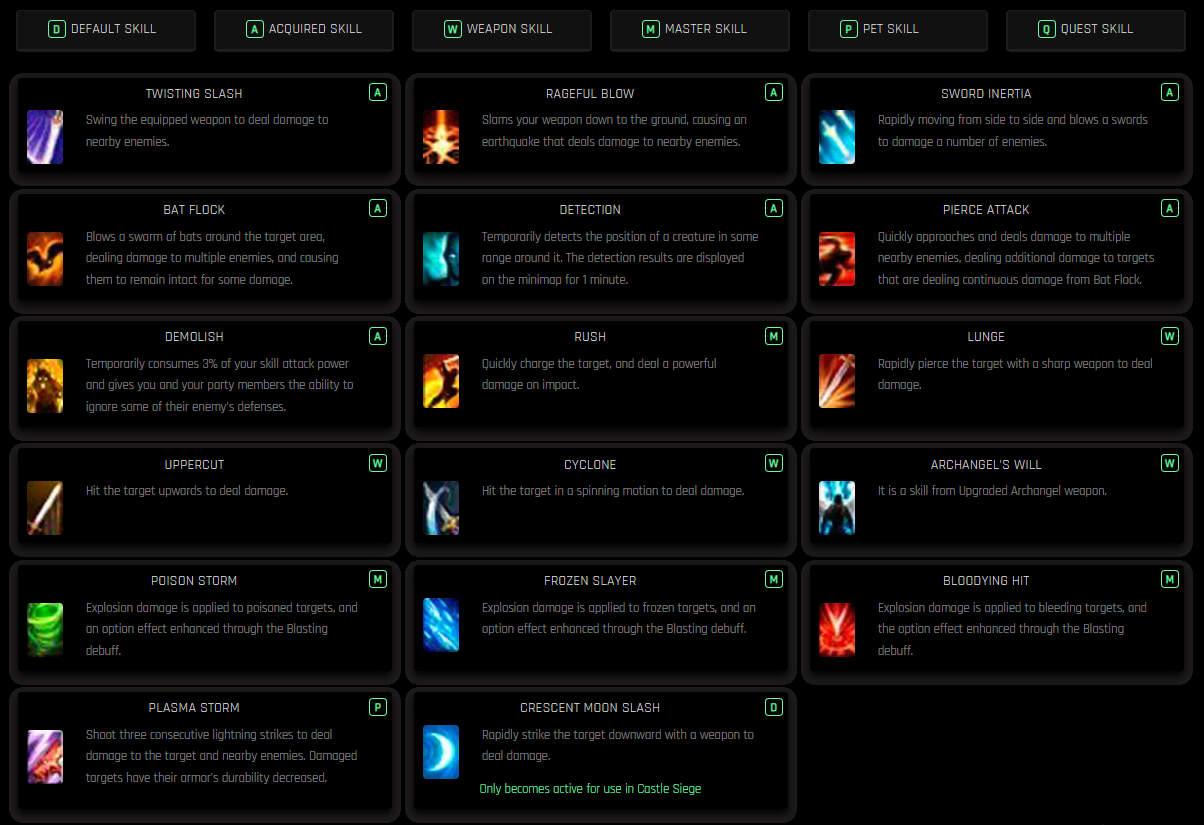 D DEFAULT SKILL
A ACQUIRED SKILL
W WEAPON SKILL
M MASTER SKILL
P PET SKILL
Q QUEST SKILL
TWISTING SLASH
A
Swing the equipped weapon to deal damage to
nearby enemies.
RAGEFUL BLOW
A
Slams your weapon down to the ground, causing an
earthquake that deals damage to nearby enemies.
SWORD INERTIA
A
Rapidly moving from side to side and blows a swords
to damage a number of enemies.
BAT FLOCK
A
Blows a swarm of bats around the target area,
dealing damage to multiple enemies, and causing
them to remain intact for some damage.
DETECTION
A
Temporarily detects the position of a creature in some
range around it. The detection results are displayed
on the minimap for 1 minute.
PIERCE ATTACK
A
Quickly approaches and deals damage to multiple
nearby enemies, dealing additional damage to targets
that are dealing continuous damage from Bat Flock.
DEMOLISH
A
Temporarily consumes 3% of your skill attack power
and gives you and your party members the ability to
ignore some of their enemy's defenses.
RUSH
M
Quickly charge the target, and deal a powerful
damage on impact.
LUNGE
W
Rapidly pierce the target with a sharp weapon to deal
damage.
UPPERCUT
W
Hit the target upwards to deal damage.
CYCLONE
W
Hit the target in a spinning motion to deal damage.
ARCHANGEL'S WILL
W
It is a skill from Upgraded Archangel weapon.
POISON STORM
M
Explosion damage is applied to poisoned targets, and
an option effect enhanced through the Blasting
debuff.
FROZEN SLAYER
M
Explosion damage is applied to frozen targets, and an
option effect enhanced through the Blasting debuff.
BLOODYING HIT
M
Explosion damage is applied to bleeding targets, and
the option effect enhanced through the Blasting
debuff.
PLASMA STORM
P
Shoot three consecutive lightning strikes to deal
damage to the target and nearby enemies. Damaged
targets have their armor's durability decreased.
CRESCENT MOON SLASH
D
Rapidly strike the target downward with a weapon to
deal damage.
Only becomes active for use in Castle Siege